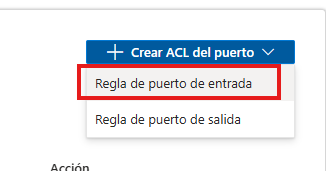 Crear ACL del puerto
Regla de puerto de entrada
Regla de puerto de salida
Acción